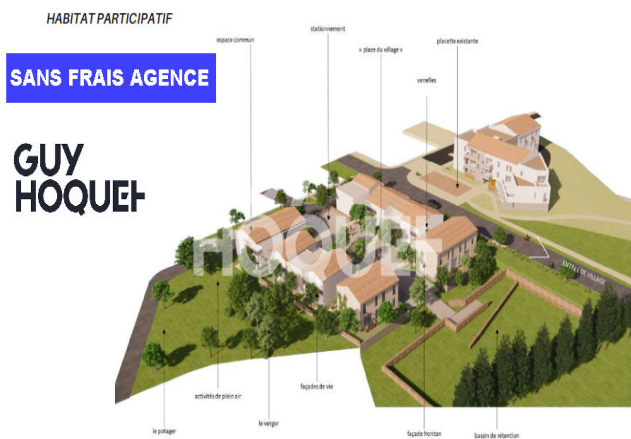 HABITAT PARTICIPATIF
SANS FRAIS AGENCE
GUY
HOQUET
espace commun
stationnement
« place du village »
venelles
placette existante
HOQUET
ENTRÉE DE VILLAGE
le potager
activités de plein air
le verger
façades de vie
façade fronton
bassin de rétention